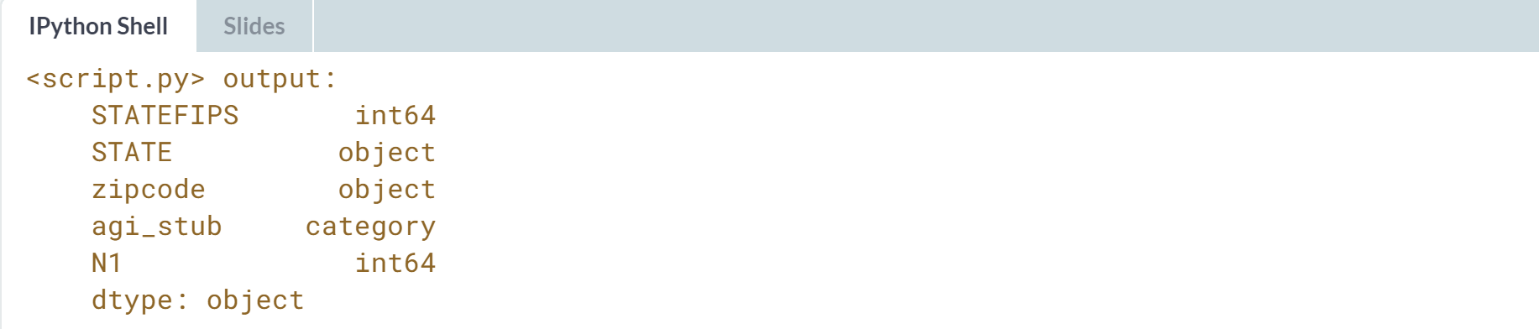 IPython Shell Slides
<script.py> output:
STATEFIPS int64
STATE object
zipcode object
agi_stub category
N1 int64
dtype: object